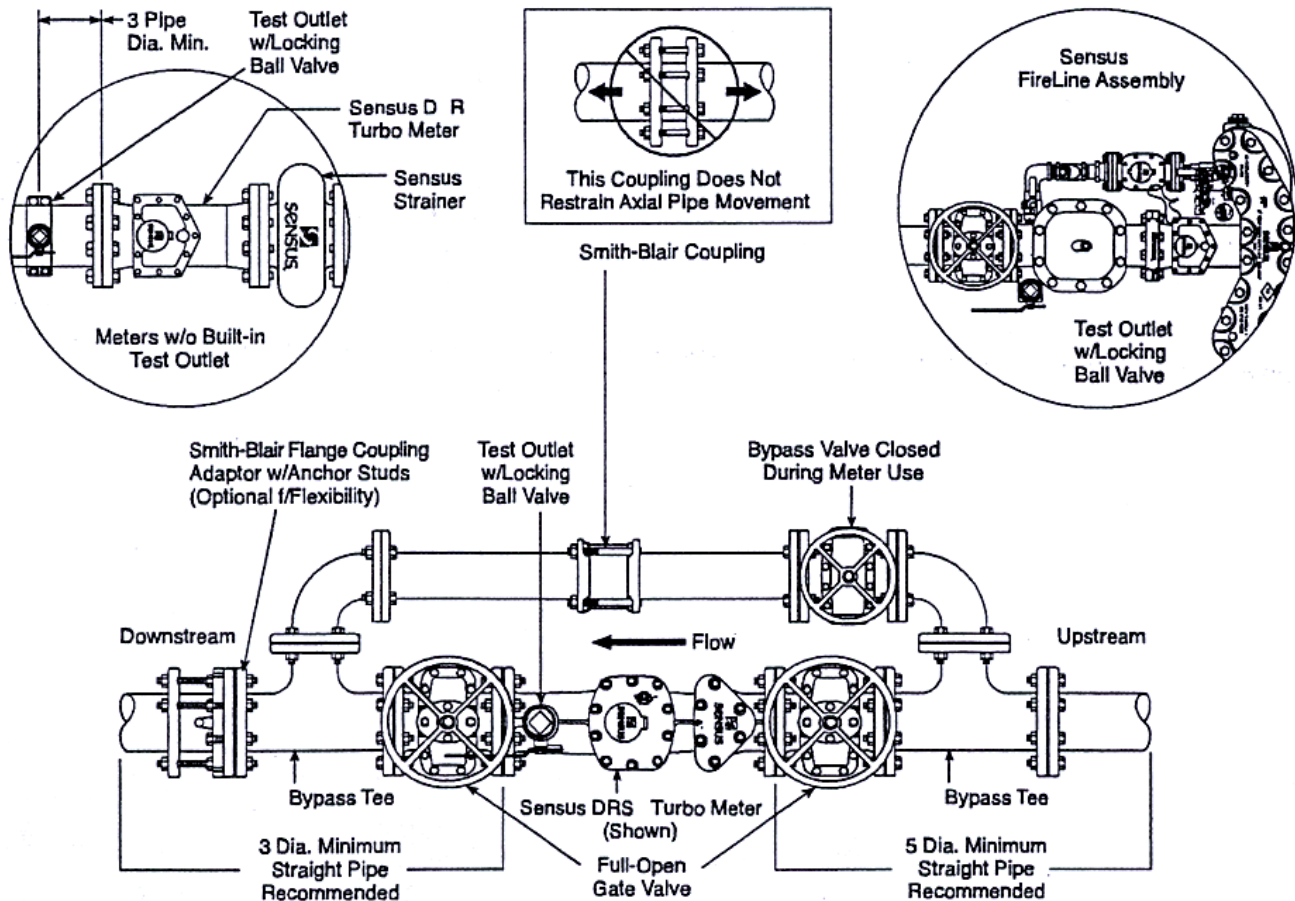 3 Pipe
Dia. Min.
Test Outlet
w/Locking
Ball Valve
Sensus D R
Turbo Meter
Sensus
Strainer
SENSUS
Meters w/o Built-in
Test Outlet
This Coupling Does Not
Restrain Axial Pipe Movement
Smith-Blair Coupling
Sensus
FireLine Assembly
Test Outlet
w/Locking
Ball Valve
Smith-Blair Flange Coupling
Adaptor w/Anchor Studs
(Optional f/Flexibility)
Test Outlet
w/Locking
Ball Valve
Bypass Valve Closed
During Meter Use
Downstream
Flow
Upstream
SENSUS
Bypass Tee
Sensus DRS Turbo Meter
(Shown)
Bypass Tee
3 Dia. Minimum
Straight Pipe
Recommended
Full-Open
Gate Valve
5 Dia. Minimum
Straight Pipe
Recommended